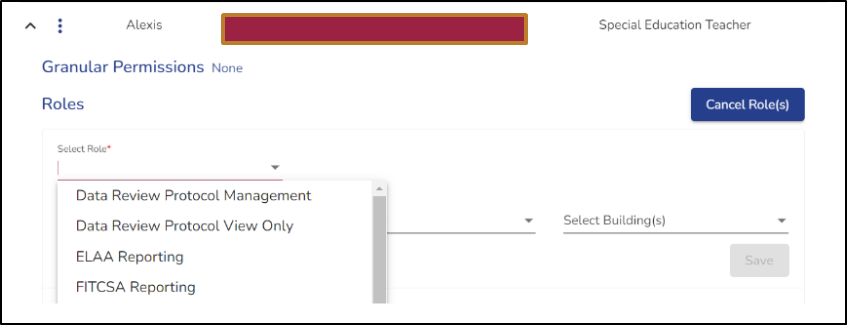 Alexis Special Education Teacher
Granular Permissions None
Roles Cancel Role(s)
Select Role*
Data Review Protocol Management
Data Review Protocol View Only
Select Building(s)
ELAA Reporting
Save
FITCSA Reporting